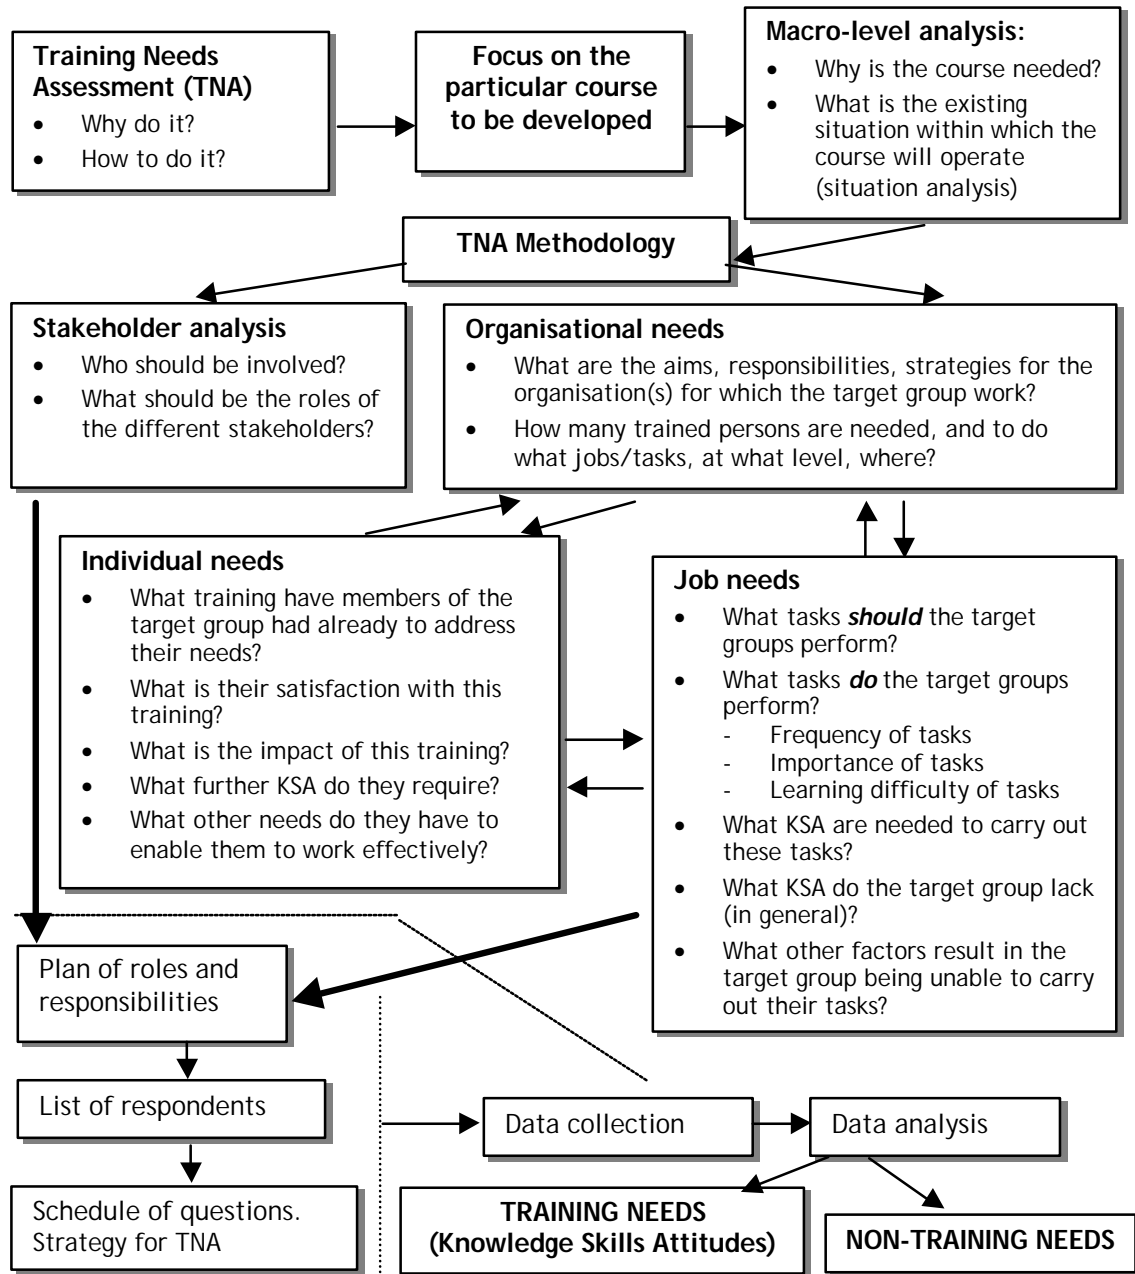 Training Needs
Assessment (TNA)
• Why do it?
• How to do it?
Focus on the
particular course
to be developed
Macro-level analysis:
• Why is the course needed?
• What is the existing
situation within which the
course will operate
(situation analysis)
TNA Methodology
Stakeholder analysis
• Who should be involved?
• What should be the roles of
the different stakeholders?
Organisational needs
• What are the aims, responsibilities, strategies for the
organisation(s) for which the target group work?
• How many trained persons are needed, and to do
what jobs/tasks, at what level, where?
Individual needs
• What training have members of the
target group had already to address
their needs?
• What is their satisfaction with this
training?
• What is the impact of this training?
• What further KSA do they require?
• What other needs do they have to
enable them to work effectively?
Job needs
• What tasks should the target
groups perform?
• What tasks do the target groups
perform?
- Frequency of tasks
- Importance of tasks
- Learning difficulty of tasks
• What KSA are needed to carry out
these tasks?
• What KSA do the target group lack
(in general)?
• What other factors result in the
target group being unable to carry
out their tasks?
Plan of roles and
responsibilities
List of respondents
Schedule of questions.
Strategy for TNA
Data collection
Data analysis
TRAINING NEEDS
(Knowledge Skills Attitudes)
NON-TRAINING NEEDS